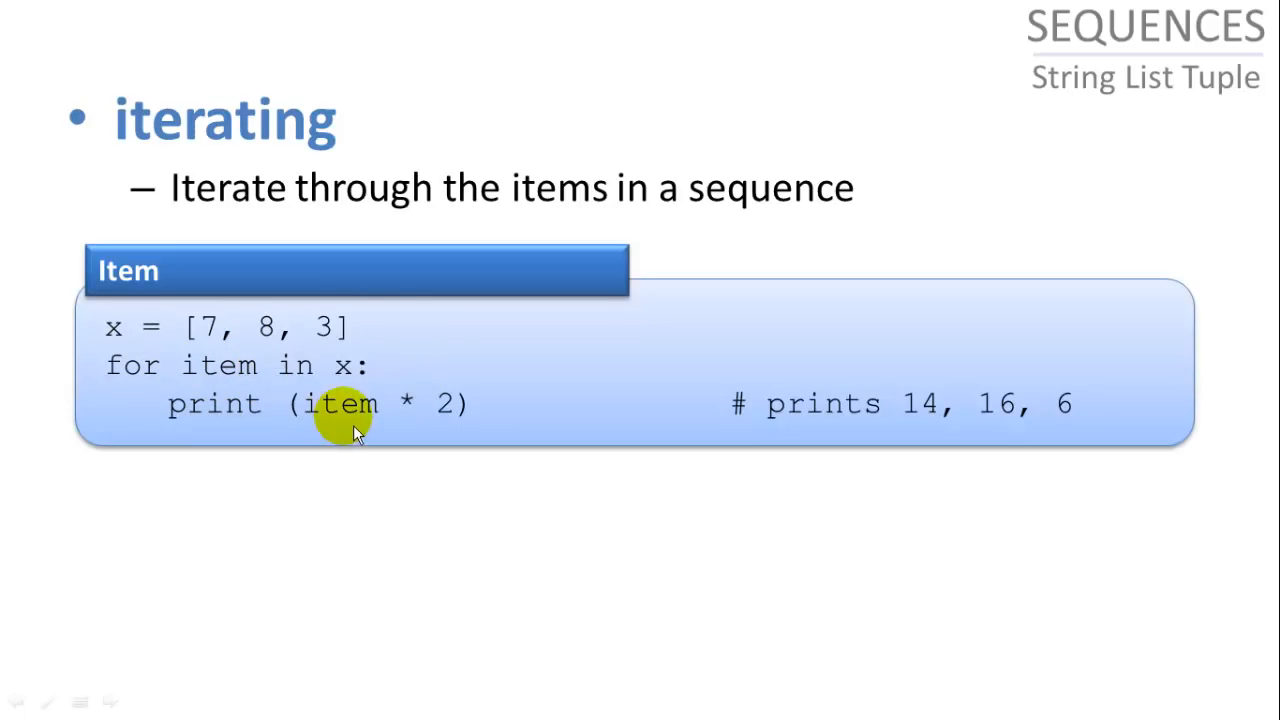 SEQUENCES
String List Tuple
• iterating
– Iterate through the items in a sequence
Item
x = [7, 8, 3]
for item in x:
print (item * 2) # prints 14, 16, 6